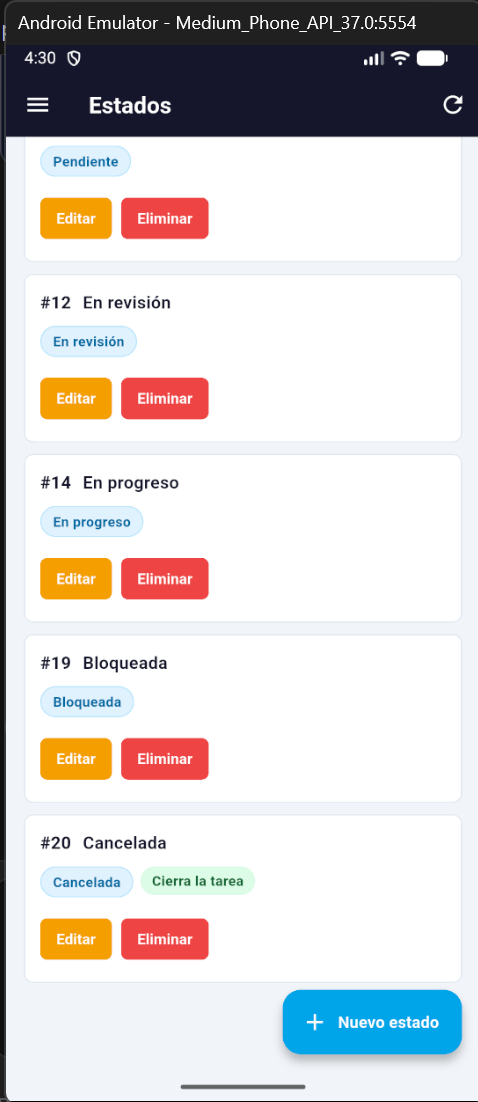 Android Emulator - Medium_Phone_API_37.0:5554
4:30
Estados
Pendiente
Editar Eliminar
#12 En revisión
En revisión
Editar Eliminar
#14 En progreso
En progreso
Editar Eliminar
#19 Bloqueada
Bloqueada
Editar Eliminar
#20 Cancelada
Cancelada Cierra la tarea
Editar Eliminar
+ Nuevo estado